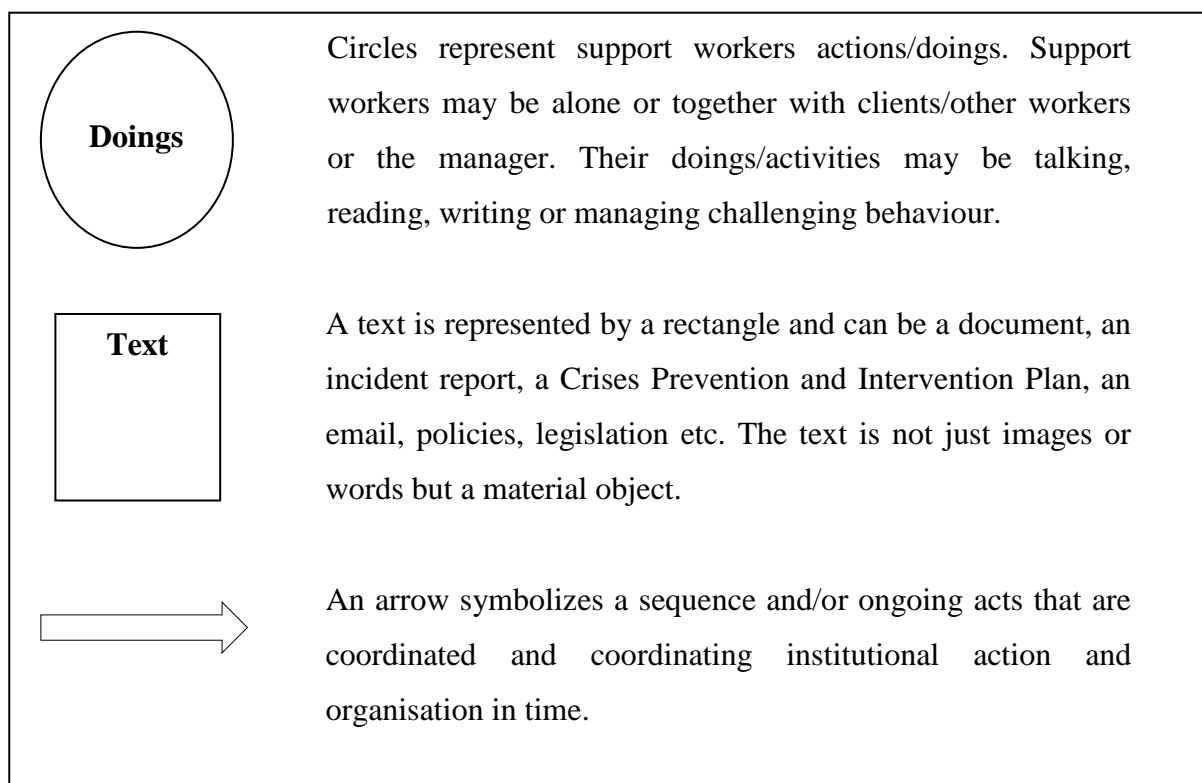 Doings
Circles represent support workers actions/doings. Support
workers may be alone or together with clients/other workers
or the manager. Their doings/activities may be talking,
reading, writing or managing challenging behaviour.
Text
A text is represented by a rectangle and can be a document, an
incident report, a Crises Prevention and Intervention Plan, an
email, policies, legislation etc. The text is not just images or
words but a material object.
An arrow symbolizes a sequence and/or ongoing acts that are
coordinated and coordinating institutional action and
organisation in time.